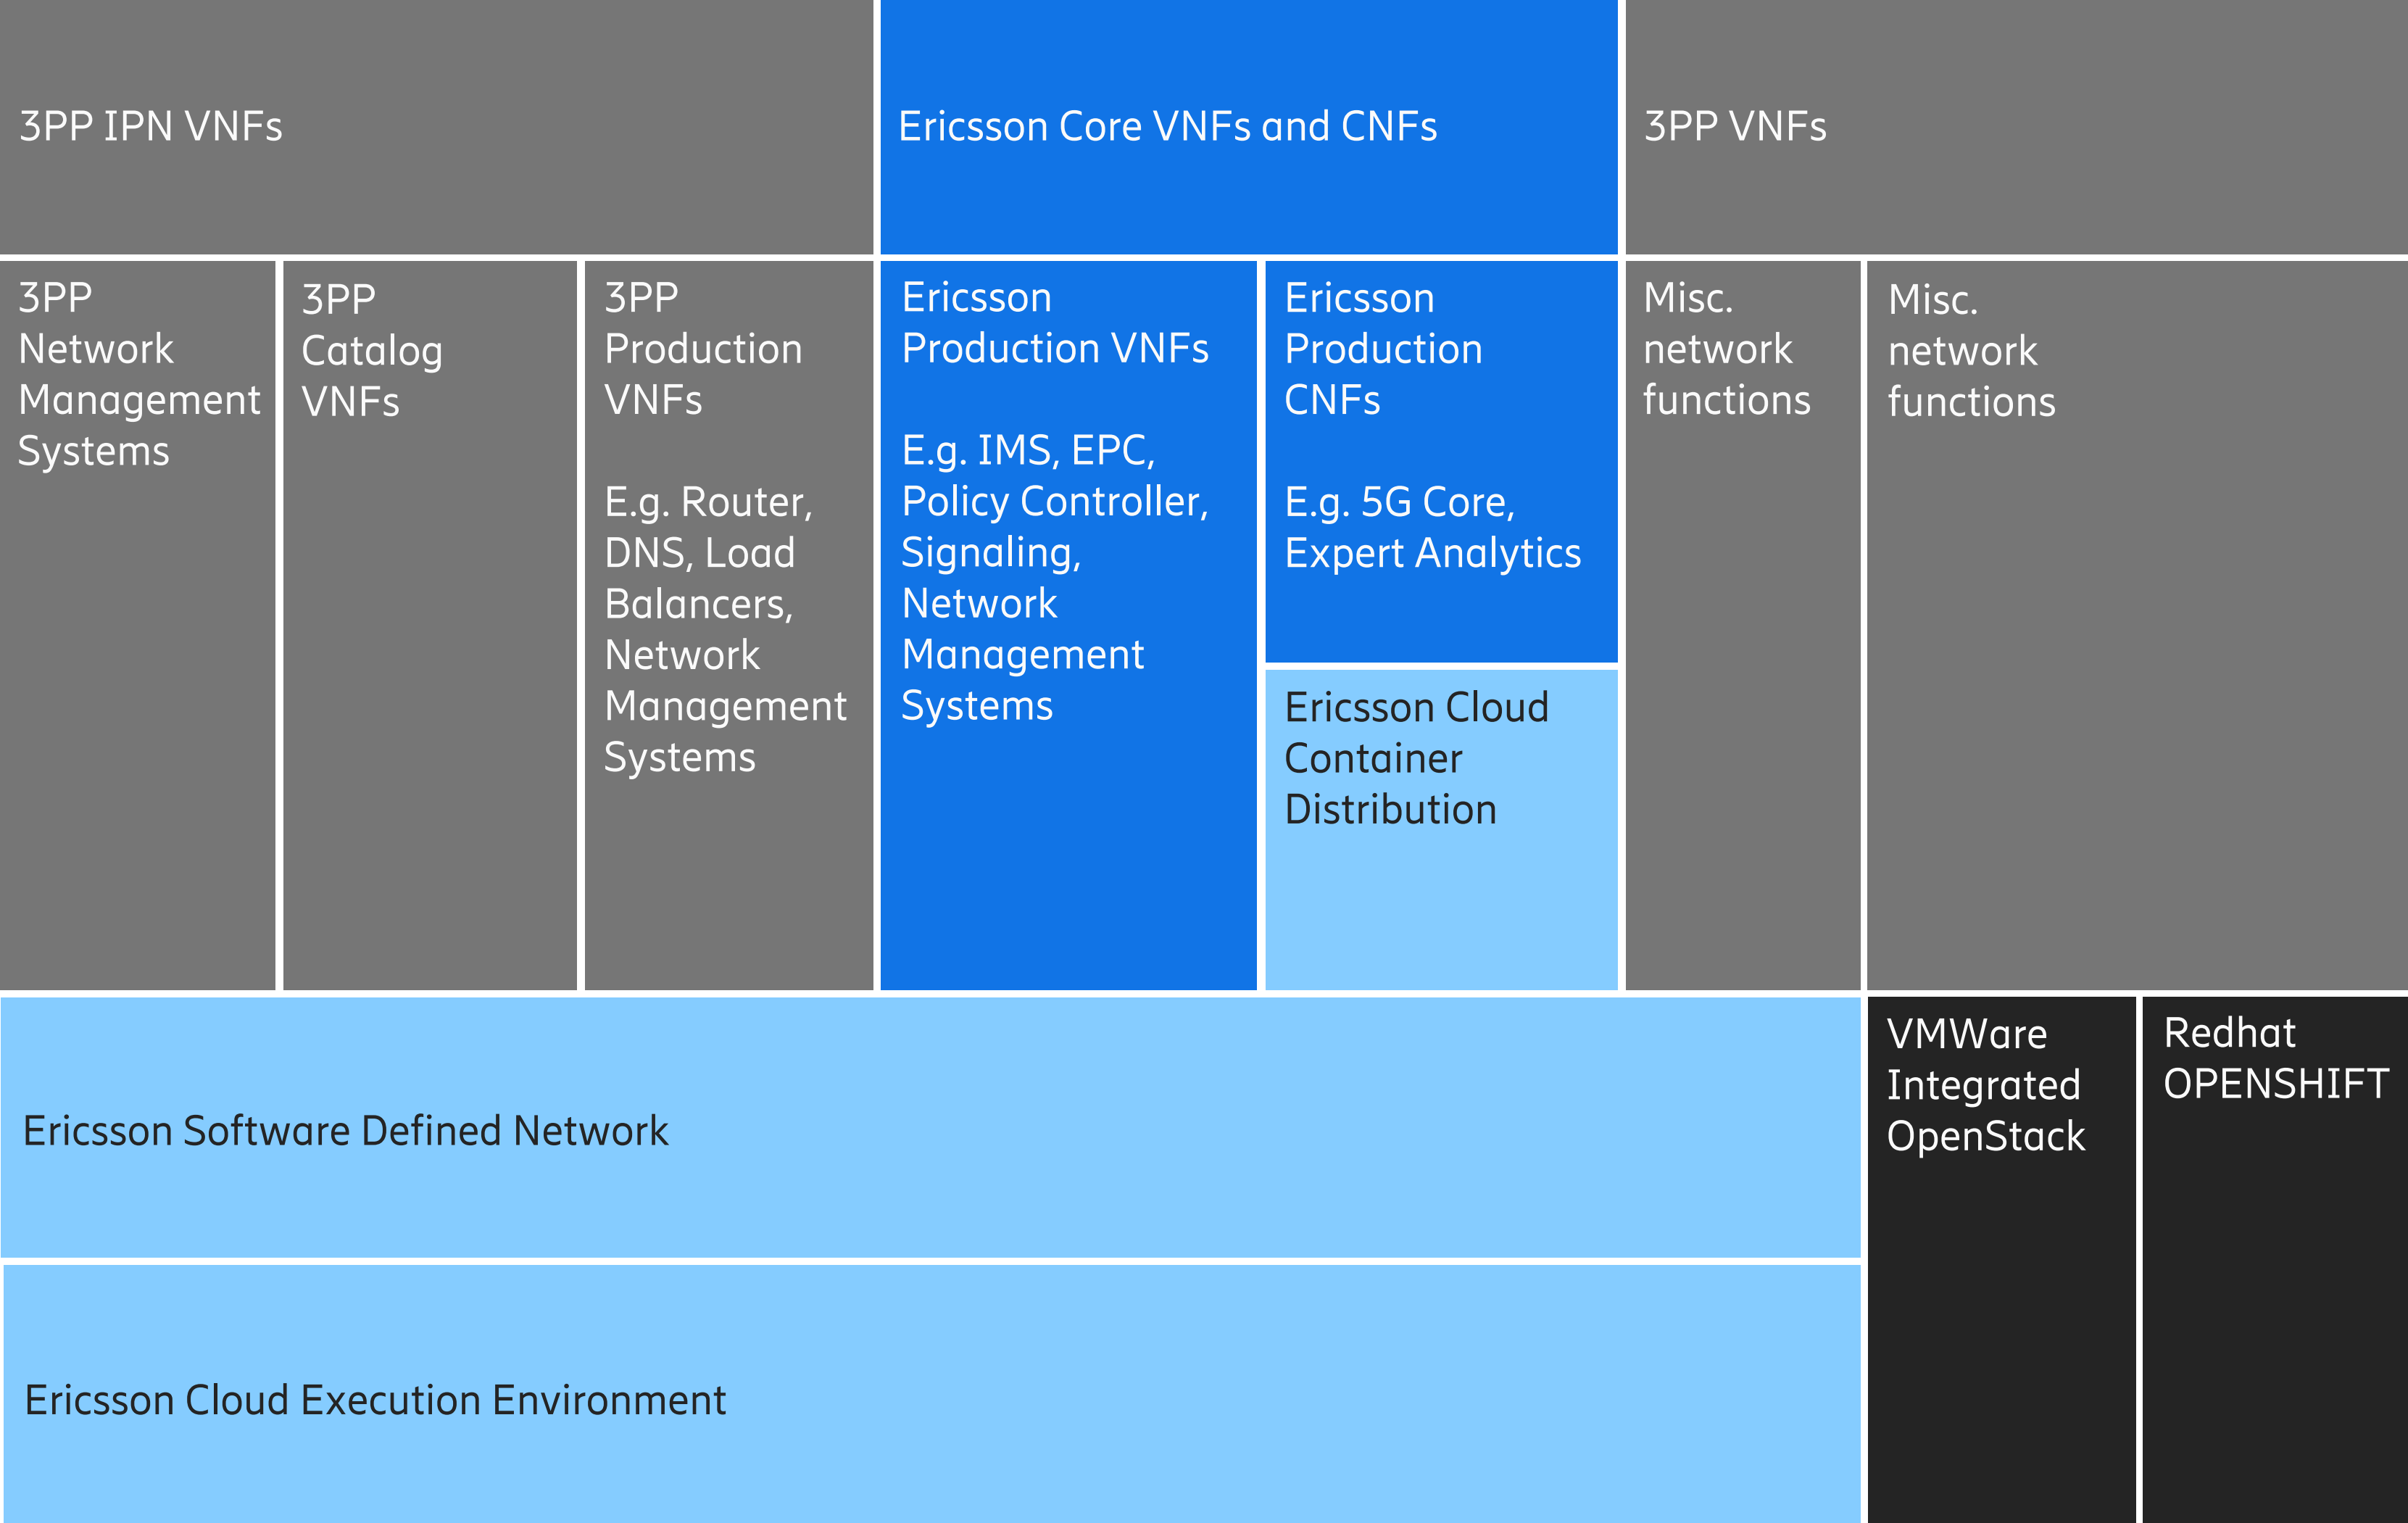 3PP IPN VNFs
Ericsson Core VNFs and CNFs
3PP VNFs
3PP
Network
Management
Systems
3PP
Catalog
VNFs
3PP
Production
VNFs
E.g. Router,
DNS, Load
Balancers,
Network
Management
Systems
Ericsson
Production VNFs
E.g. IMS, EPC,
Policy Controller,
Signaling,
Network
Management
Systems
Ericsson
Production
CNFs
E.g. 5G Core,
Expert Analytics
Ericsson Cloud
Container
Distribution
Misc.
network
functions
Misc.
network
functions
Ericsson Software Defined Network
Ericsson Cloud Execution Environment
VMWare
Integrated
OpenStack
Redhat
OPENSHIFT